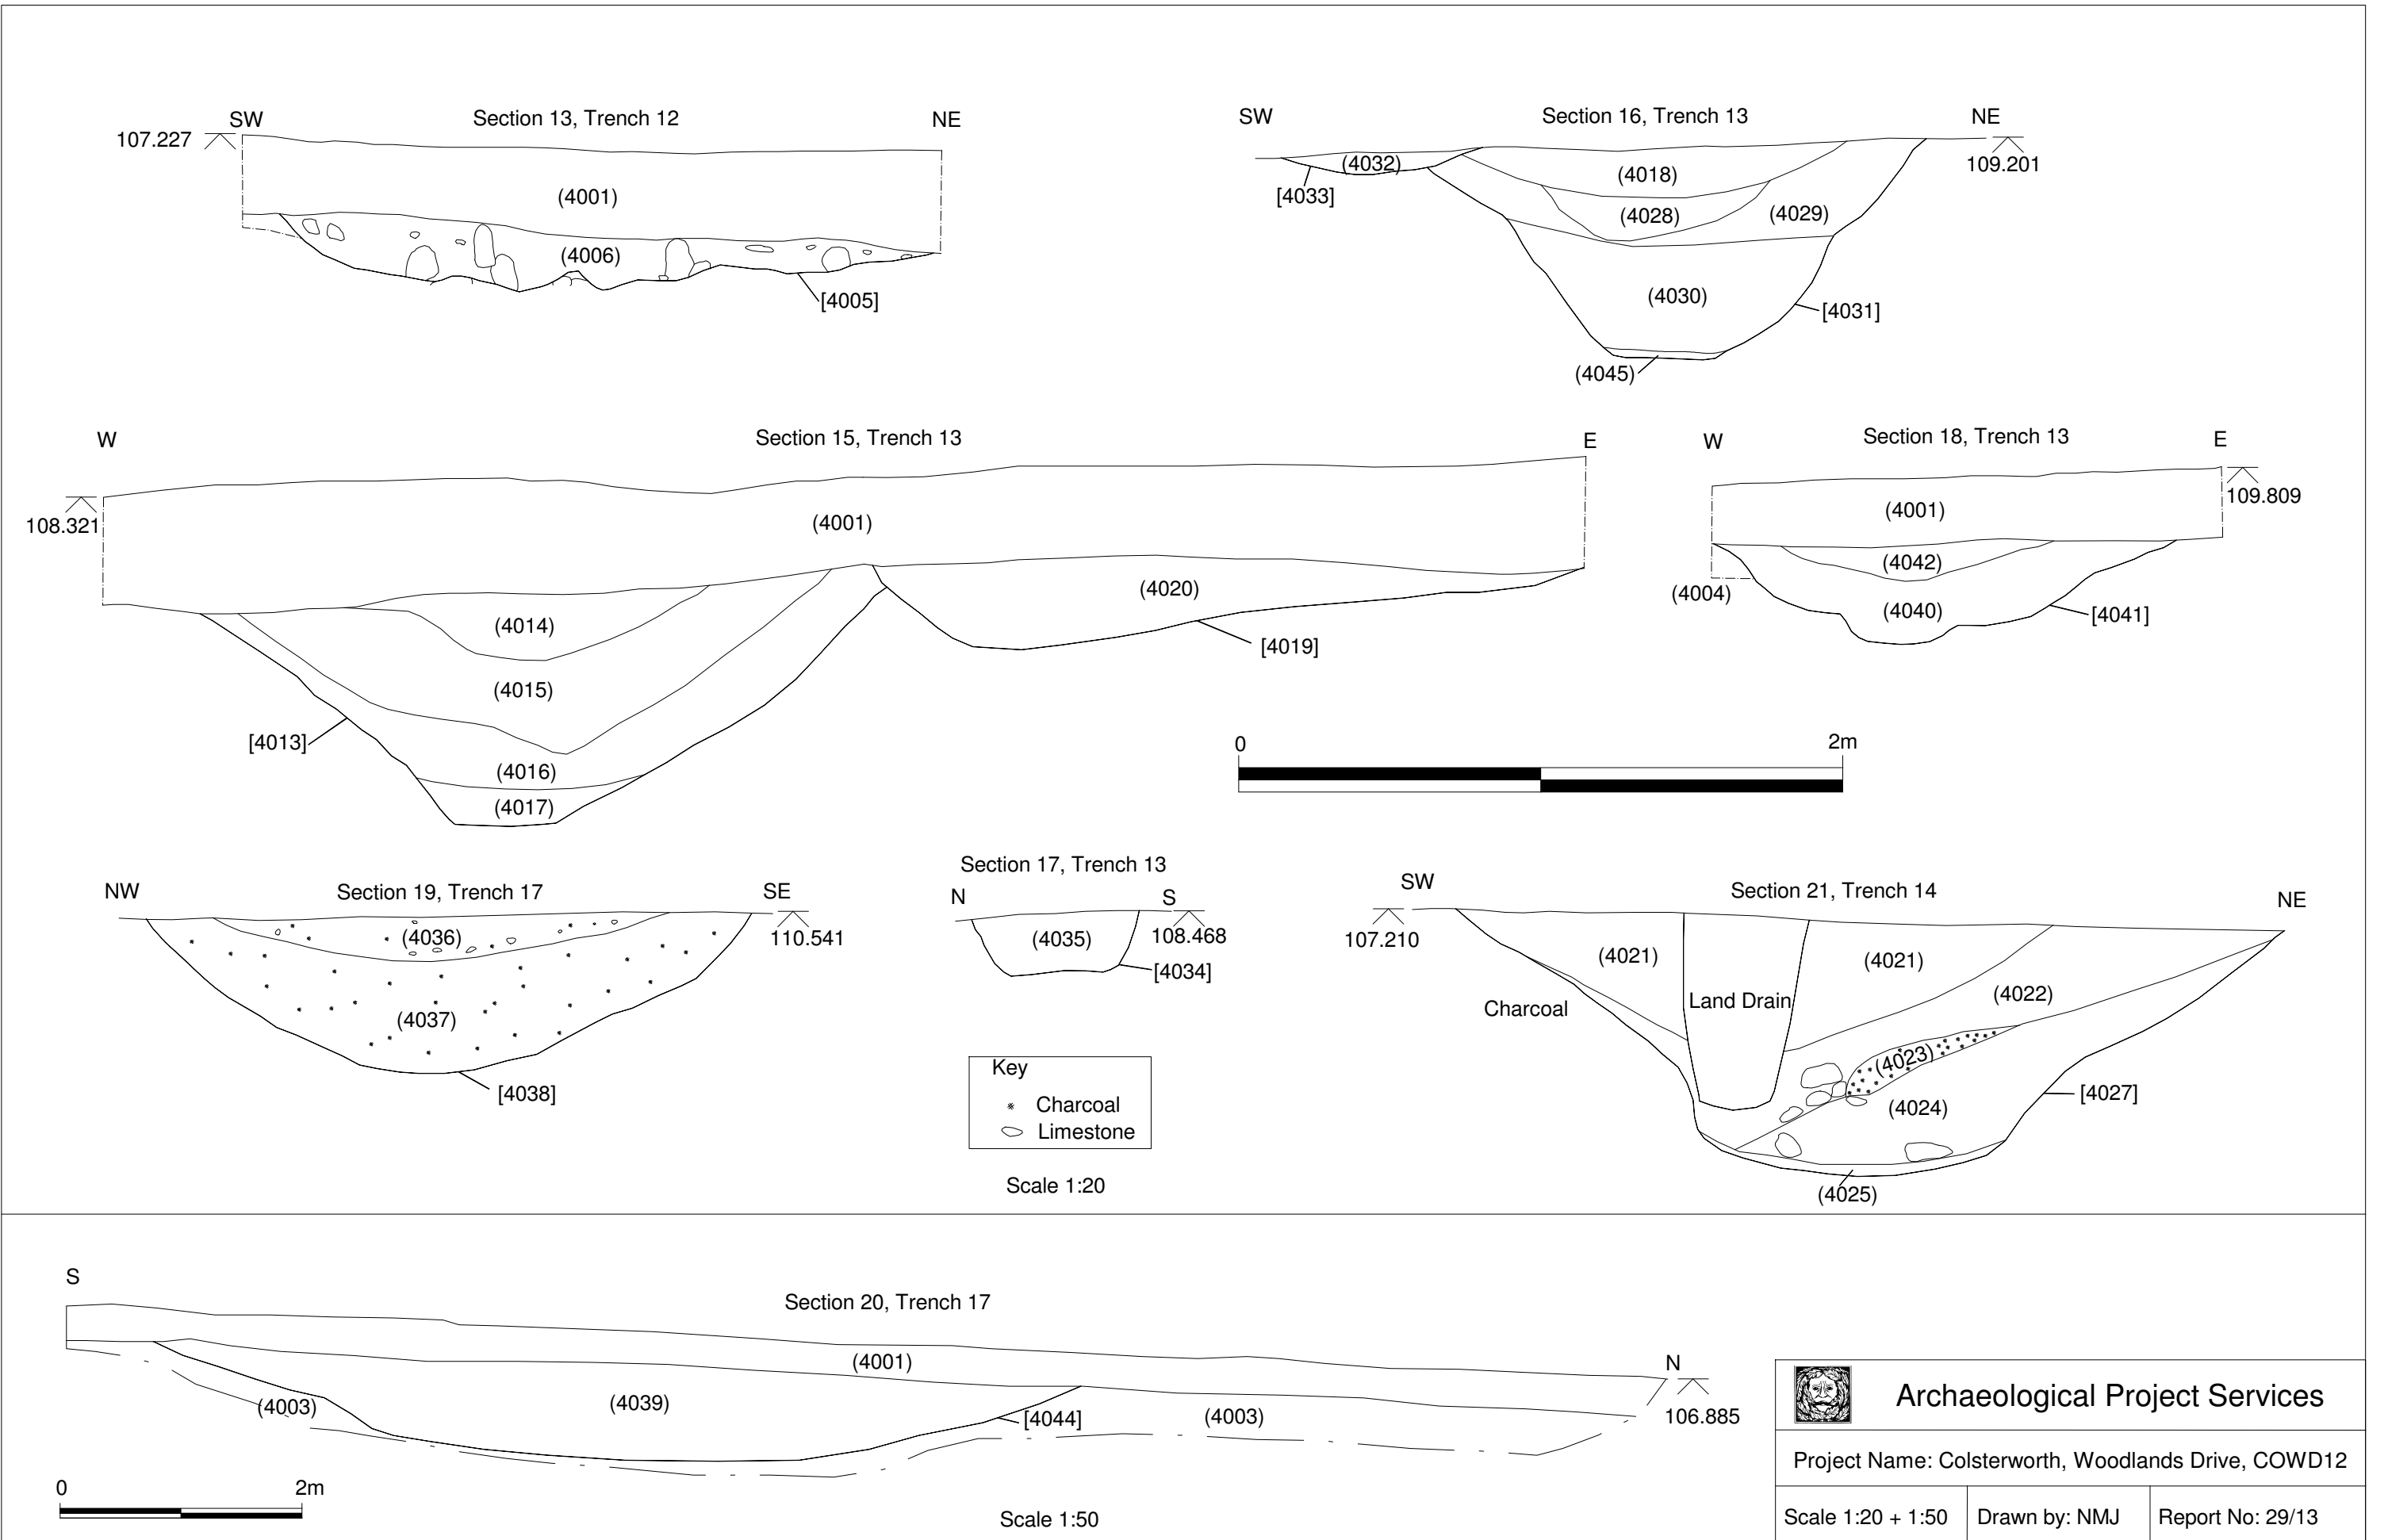 Section 13, Trench 12
SW
NE
107.227
(4001)
(4006)
[4005]
Section 16, Trench 13
SW
NE
109.201
(4032)
[4033]
(4018)
(4028)
(4029)
(4030)
[4031]
(4045)
Section 15, Trench 13
W
E
108.321
(4001)
(4014)
(4020)
(4015)
[4019]
[4013]
(4016)
(4017)
Section 18, Trench 13
W
E
109.809
(4001)
(4042)
(4004)
(4040)
[4041]
0 2m
Section 19, Trench 17
NW
SE
110.541
(4036)
(4037)
[4038]
Section 17, Trench 13
N
S
108.468
(4035)
[4034]
Key
Charcoal
Limestone
Scale 1:20
Section 21, Trench 14
SW
NE
107.210
(4021)
(4021)
Charcoal
Land Drain
(4022)
(4023)
(4024)
[4027]
(4025)
Section 20, Trench 17
S
N
106.885
(4001)
(4003)
(4039)
[4044]
(4003)
0 2m
Scale 1:50
Archaeological Project Services
Project Name: Colsterworth, Woodlands Drive, COWD12
Scale 1:20 + 1:50
Drawn by: NMJ
Report No: 29/13